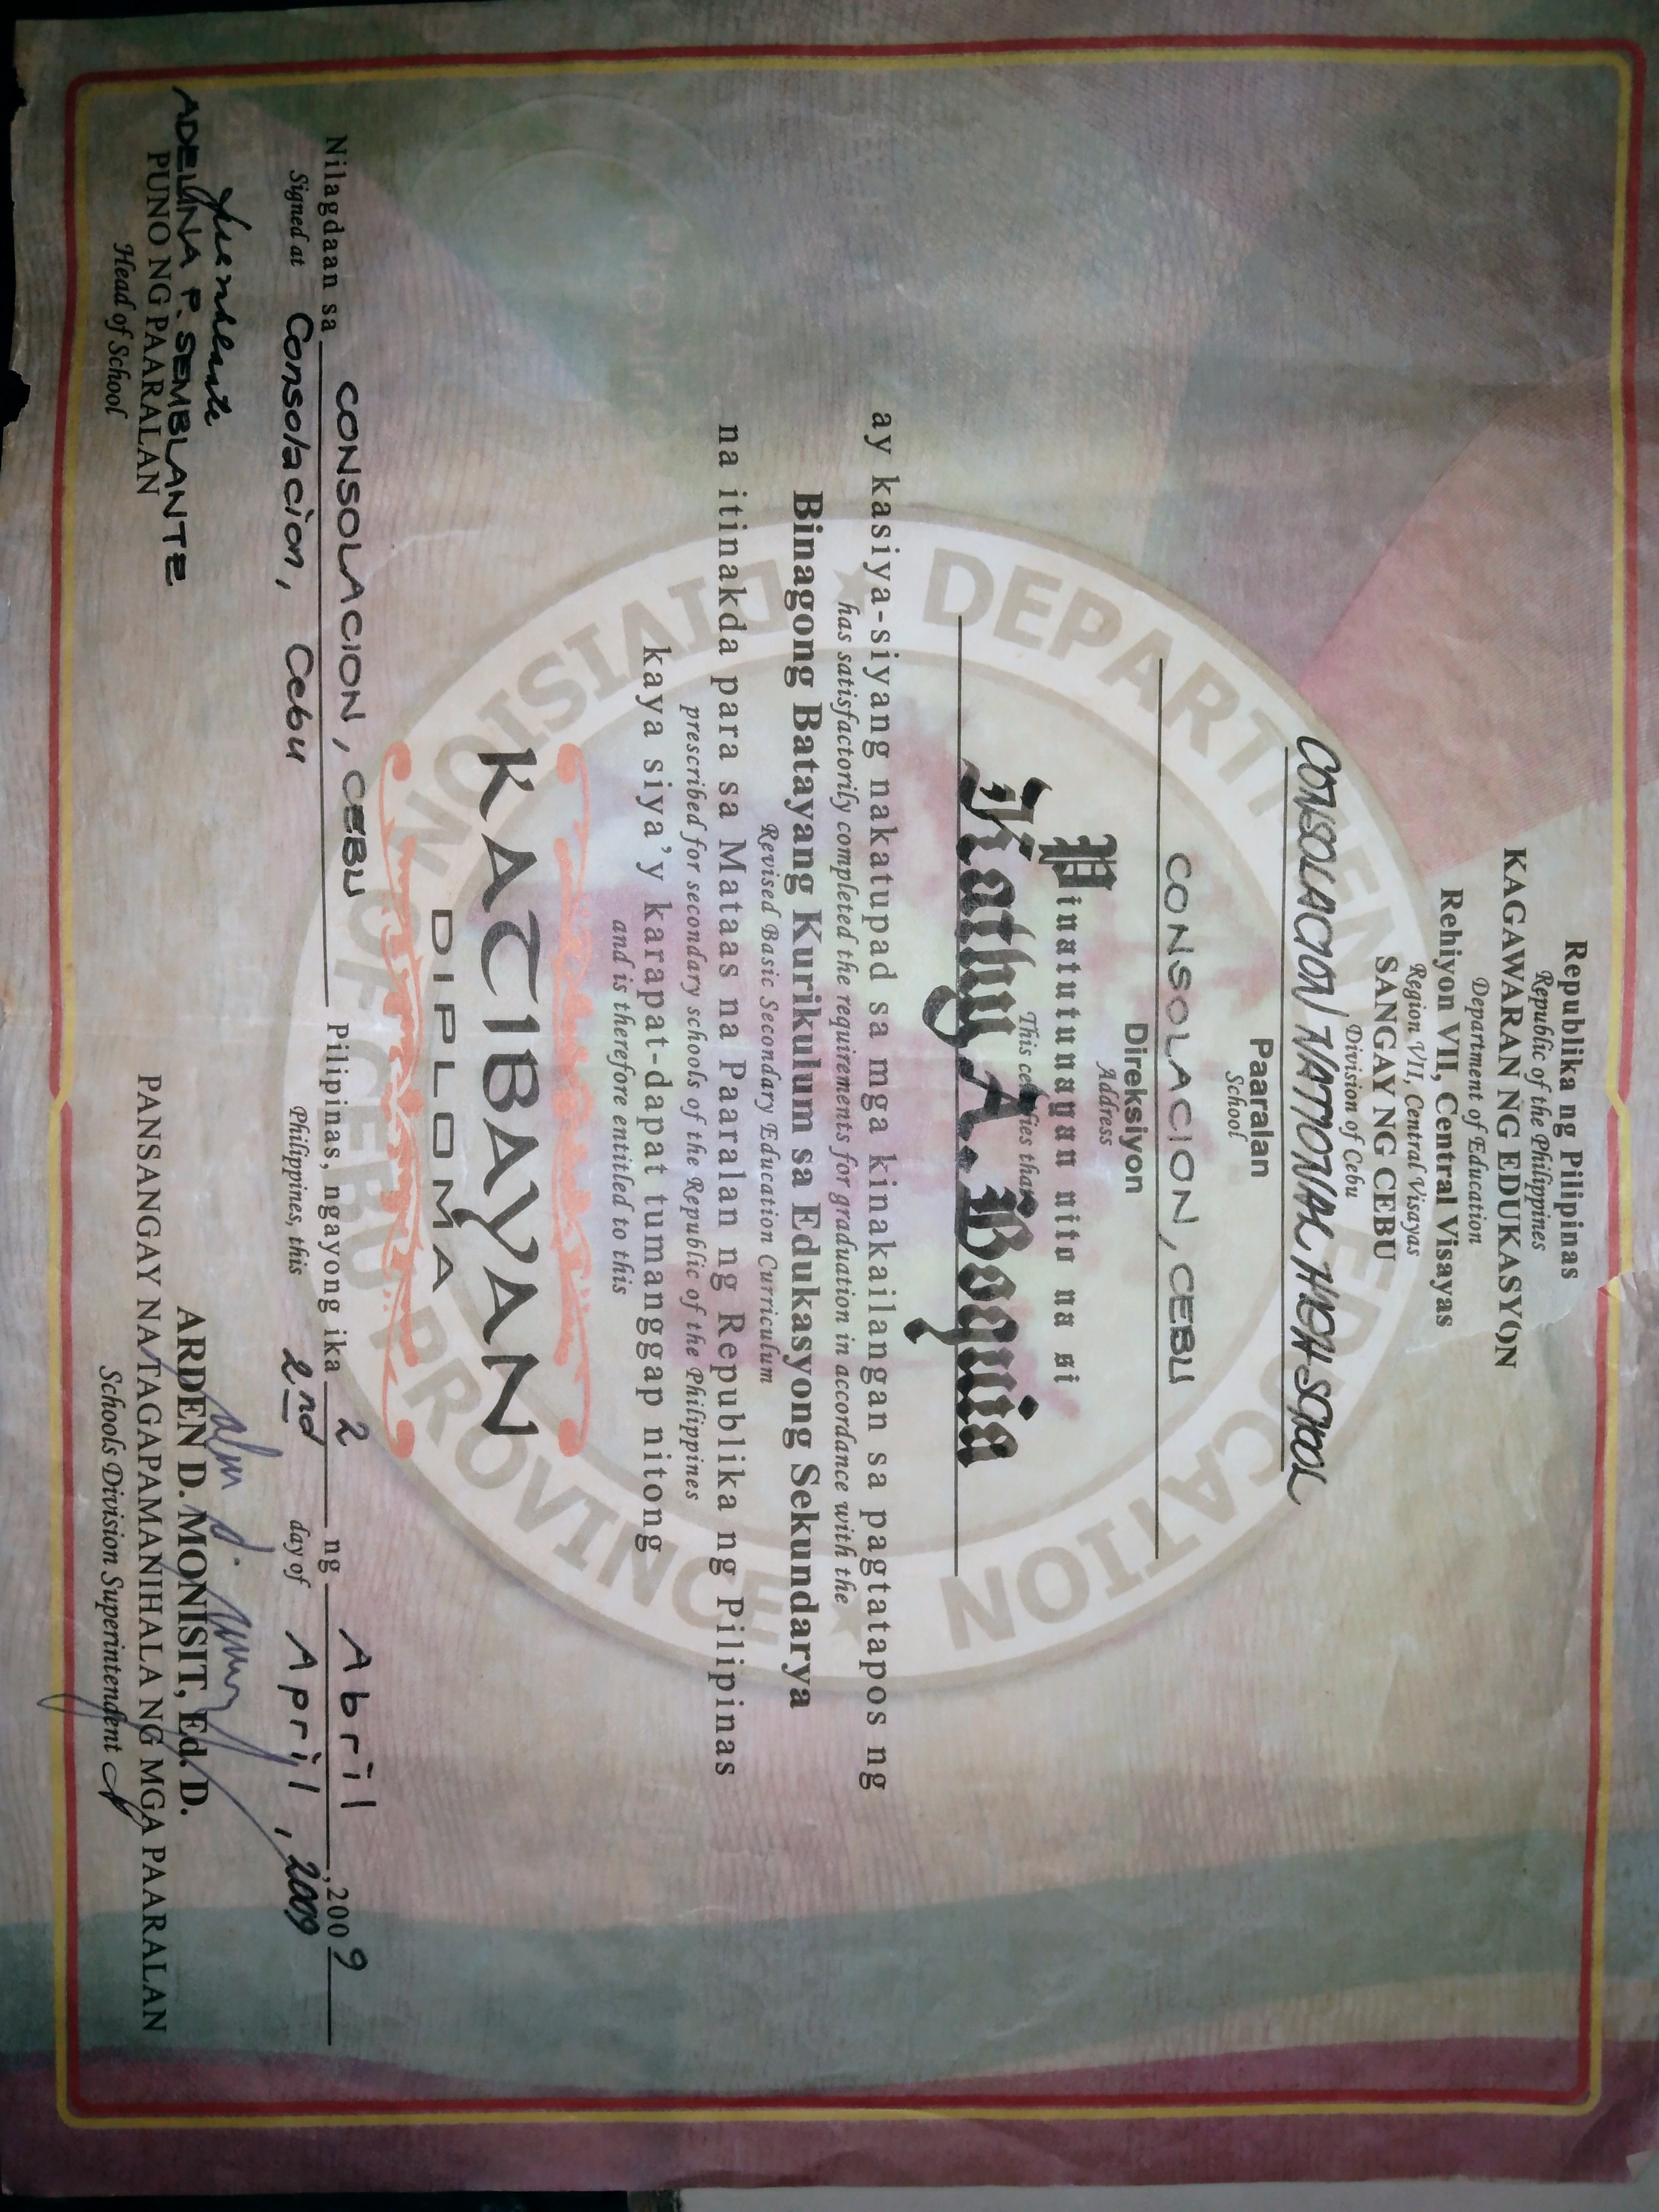 Republika ng Pilipinas
Republic of the Philippines
KAGAWARAN NG EDUKASYON
Department of Education
Rehiyon VII, Central Visayas
Region VII, Central Visayas
SANGAY NG CEBU
Division of Cebu
CONSOLACION NATIONAL HIGH SCHOOL
Paaralan
School
CONSOLACION, CEBU
Direksiyon
Address
Pinatutunayan nito na si
This certifies that
Kathy A. Boquia
ay kasiya-siyang nakatupad sa mga kinakailangan sa pagtatapos ng
has satisfactorily completed the requirements for graduation in accordance with the
Binagong Batayang Kurikulum sa Edukasyong Sekundarya
Revised Basic Secondary Education Curriculum
na itinakda para sa Mataas na Paaralan ng Republika ng Pilipinas
prescribed for secondary schools of the Republic of the Philippines
kaya siya'y karapat-dapat tumanggap nitong
and is therefore entitled to this
KATIBAYAN
DIPLOMA
Nilagdaan sa CONSOLACION, CEBU Pilipinas, ngayong ika 2 ng Abril, 2009
Signed at Consolacion, Cebu Philippines, this 2nd day of April, 2009
ADELINA P. SEMBLANTE
PUNO NG PAARALAN
Head of School
ARDEN D. MONISIT, Ed. D.
PANSANGAY NA TAGAPAMANIHALA NG MGA PAARALAN
Schools Division Superintendent
DEPARTMENT OF EDUCATION
DIVISION OF CEBU PROVINCE